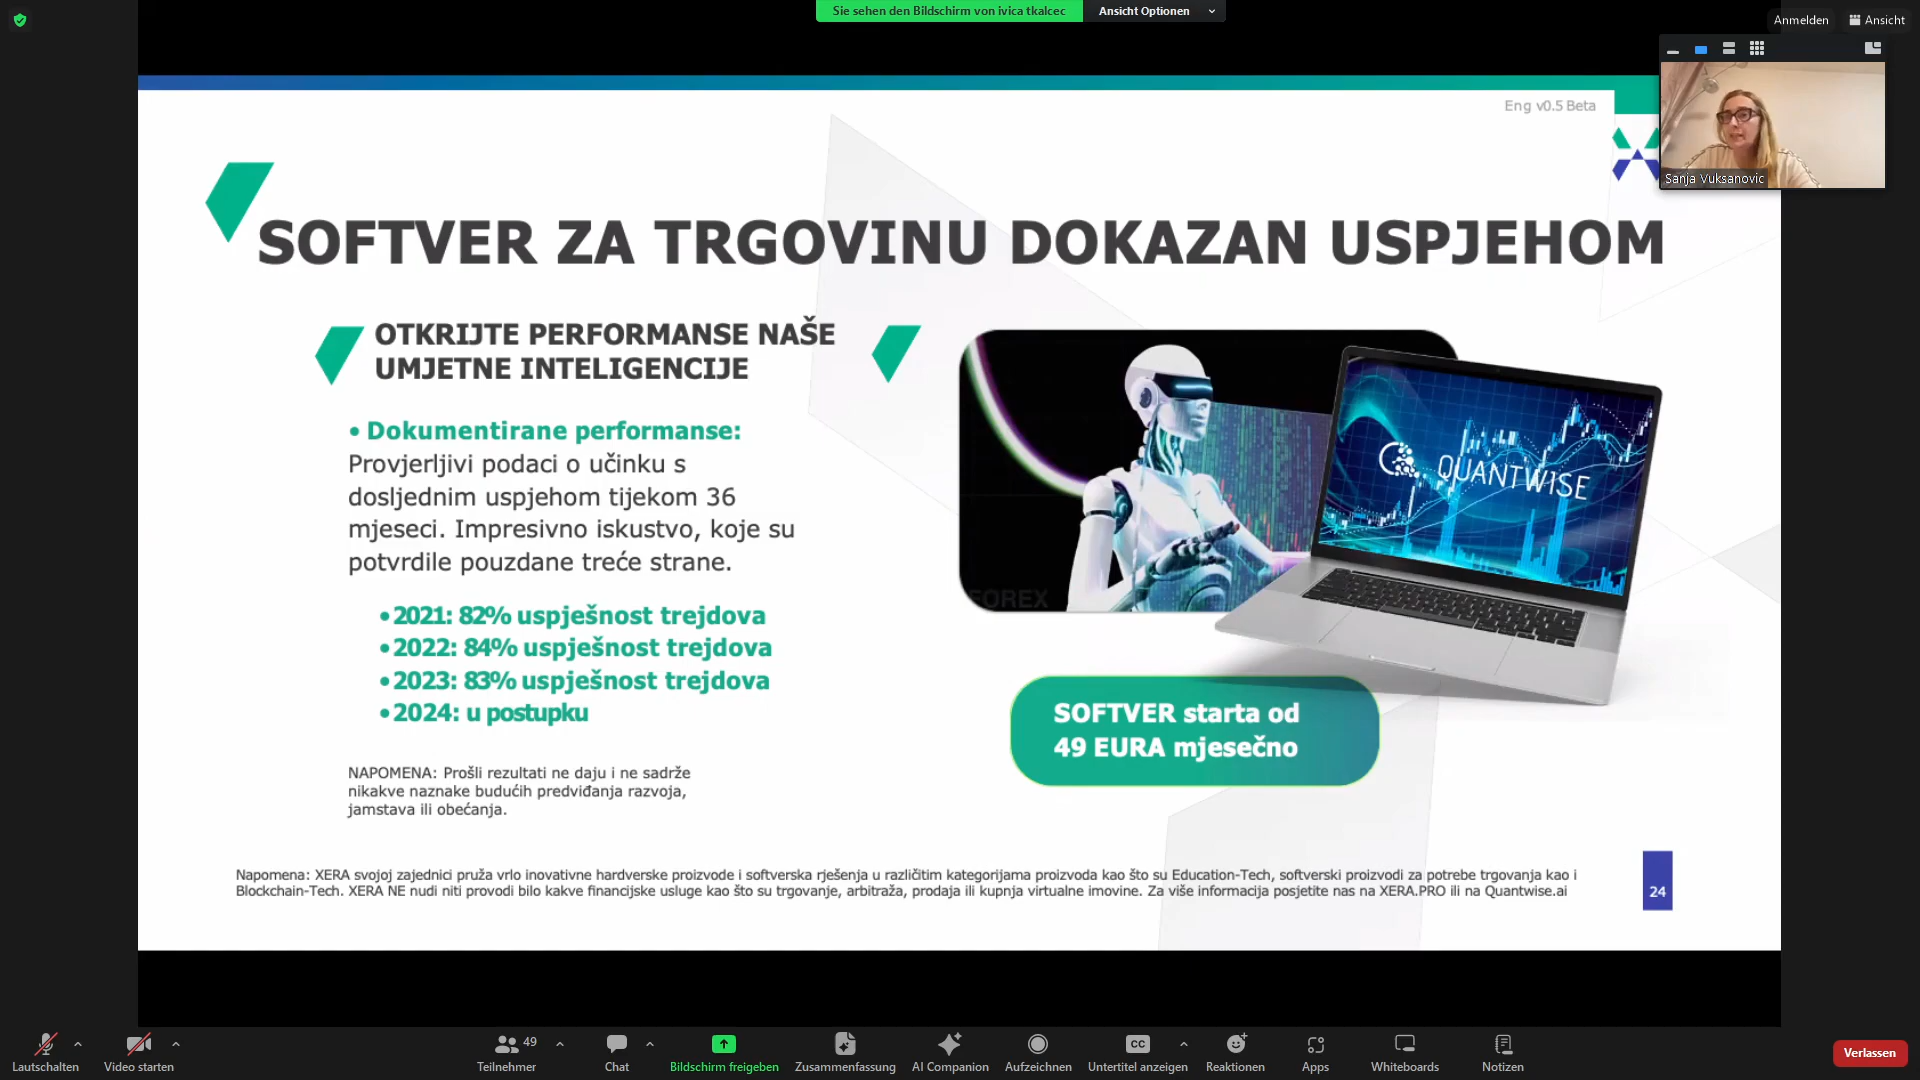 Sie sehen den Bildschirm von ivica tkalcec
Ansicht Optionen
Anmelden
Ansicht
Eng v0.5 Beta
Sanja Vuksanovic
SOFTVER ZA TRGOVINU DOKAZAN USPJEHOM
OTKRIJTE PERFORMANSE NAŠE
UMJETNE INTELIGENCIJE
• Dokumentirane performanse:
Provjerljivi podaci o učinku s
dosljednim uspjehom tijekom 36
mjeseci. Impresivno iskustvo, koje su
potvrdile pouzdane treće strane.
• 2021: 82% uspješnost trejdova
• 2022: 84% uspješnost trejdova
• 2023: 83% uspješnost trejdova
• 2024: u postupku
NAPOMENA: Prošli rezultati ne daju i ne sadrže
nikakve naznake budućih predviđanja razvoja,
jamstava ili obećanja.
FOREX
QUANTWISE
SOFTVER starta od
49 EURA mjesečno
Napomena: XERA svojoj zajednici pruža vrlo inovativne hardverske proizvode i softverska rješenja u različitim kategorijama proizvoda kao što su Education-Tech, softverski proizvodi za potrebe trgovanja kao i
Blockchain-Tech. XERA NE nudi niti provodi bilo kakve financijske usluge kao što su trgovanje, arbitraža, prodaja ili kupnja virtualne imovine. Za više informacija posjetite nas na XERA.PRO ili na Quantwise.ai
24
Lautschalten
Video starten
49
Teilnehmer
Chat
Bildschirm freigeben
Zusammenfassung
AI Companion
Aufzeichnen
CC
Untertitel anzeigen
Reaktionen
Apps
Whiteboards
Notizen
Verlassen